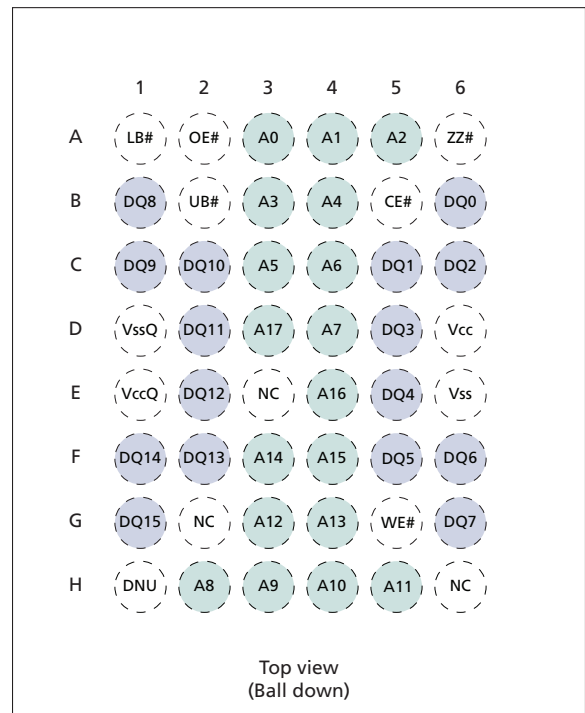 1 2 3 4 5 6
A LB# OE# A0 A1 A2 ZZ#
B DQ8 UB# A3 A4 CE# DQ0
C DQ9 DQ10 A5 A6 DQ1 DQ2
D VssQ DQ11 A17 A7 DQ3 Vcc
E VccQ DQ12 NC A16 DQ4 Vss
F DQ14 DQ13 A14 A15 DQ5 DQ6
G DQ15 NC A12 A13 WE# DQ7
H DNU A8 A9 A10 A11 NC
Top view
(Ball down)